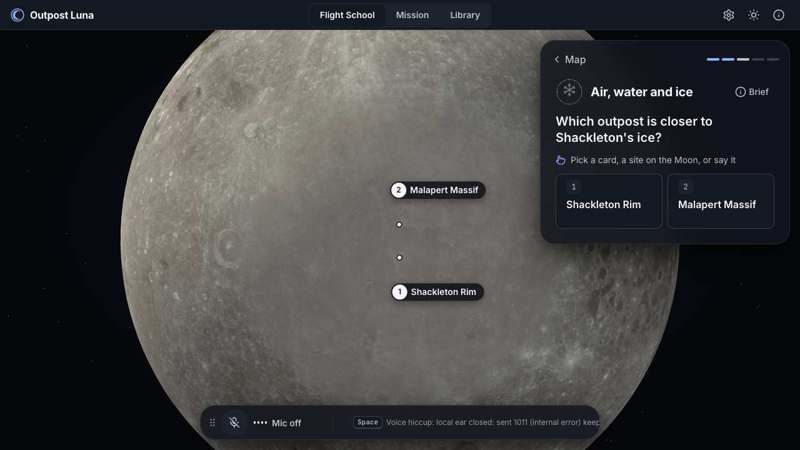 Outpost Luna
Flight School
Mission
Library
Map
Air, water and ice
Brief
Which outpost is closer to
Shackleton's ice?
Pick a card, a site on the Moon, or say it
1
Shackleton Rim
2
Malapert Massif
2 Malapert Massif
1 Shackleton Rim
Mic off
Space Voice hiccup: local ear closed: sent 1011 (internal error) keep